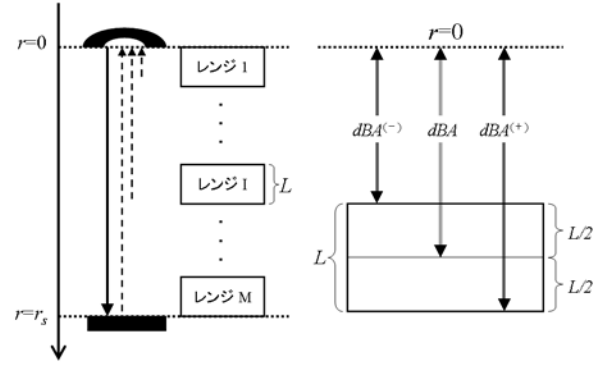 r=0
レンジ 1
レンジ I
L
レンジ M
r=rs
r=0
dBA(−)
dBA
dBA(+)
L
L/2
L/2